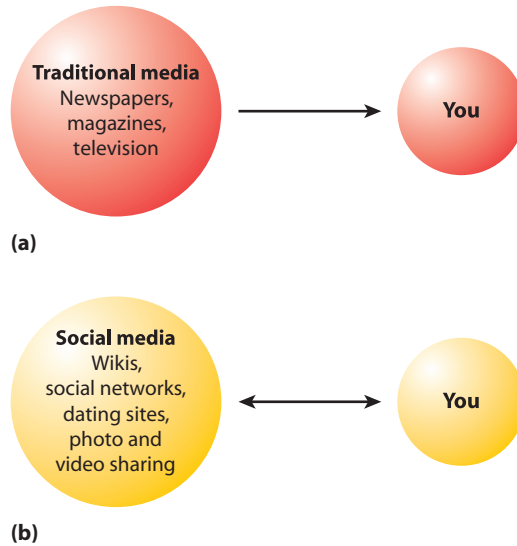 Traditional media
Newspapers,
magazines,
television
You
(a)
Social media
Wikis,
social networks,
dating sites,
photo and
video sharing
You
(b)